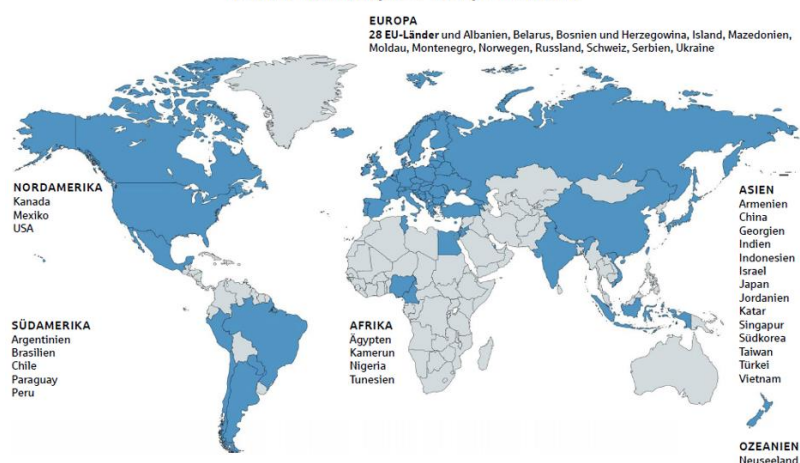 EUROPA
28 EU-Länder und Albanien, Belarus, Bosnien und Herzegowina, Island, Mazedonien,
Moldau, Montenegro, Norwegen, Russland, Schweiz, Serbien, Ukraine
NORDAMERIKA
Kanada
Mexiko
USA
SÜDAMERIKA
Argentinien
Brasilien
Chile
Paraguay
Peru
AFRIKA
Ägypten
Kamerun
Nigeria
Tunesien
ASIEN
Armenien
China
Georgien
Indien
Indonesien
Israel
Japan
Jordanien
Katar
Singapur
Südkorea
Taiwan
Türkei
Vietnam
OZEANIEN
Neuseeland